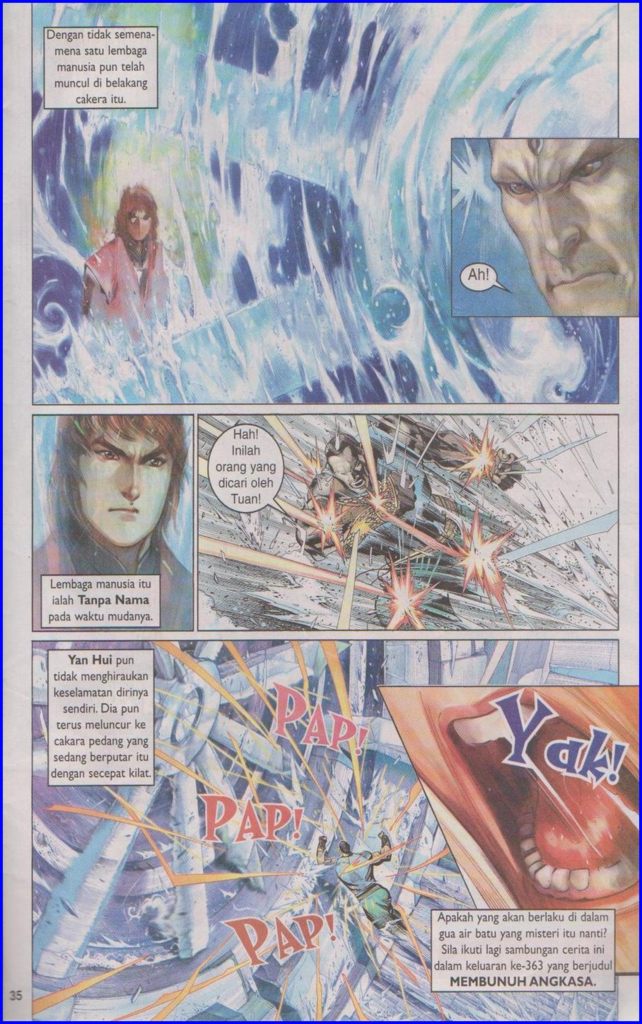 Dengan tidak semena-
mena satu lembaga
manusia pun telah
muncul di belakang
cakera itu.
Ah!
Lembaga manusia itu
ialah Tanpa Nama
pada waktu mudanya.
Hah!
Inilah
orang yang
dicari oleh
Tuan!
Yan Hui pun
tidak menghiraukan
keselamatan dirinya
sendiri. Dia pun
terus meluncur ke
cakara pedang yang
sedang berputar itu
dengan secepat kilat.
PAP!
PAP!
PAP!
Yak!
Apakah yang akan berlaku di dalam
gua air batu yang misteri itu nanti?
Sila ikuti lagi sambungan cerita ini
dalam keluaran ke-363 yang berjudul
MEMBUNUH ANGKASA.
35